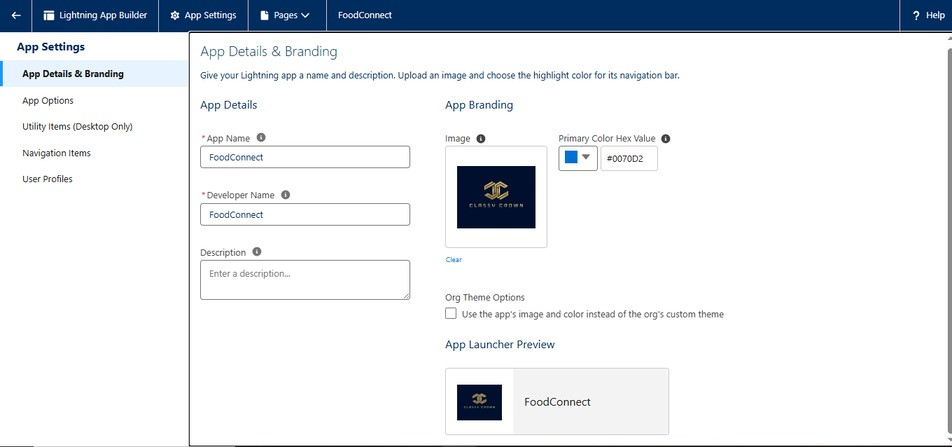 Lightning App Builder
App Settings
Pages
FoodConnect
? Help
App Settings
App Details & Branding
App Options
Utility Items (Desktop Only)
Navigation Items
User Profiles
App Details & Branding
Give your Lightning app a name and description. Upload an image and choose the highlight color for its navigation bar.
App Details
* App Name
FoodConnect
* Developer Name
FoodConnect
Description
Enter a description...
App Branding
Image
CLASSY CROWN
Clear
Primary Color Hex Value
#0070D2
Org Theme Options
Use the app's image and color instead of the org's custom theme
App Launcher Preview
CLASSY CROWN
FoodConnect